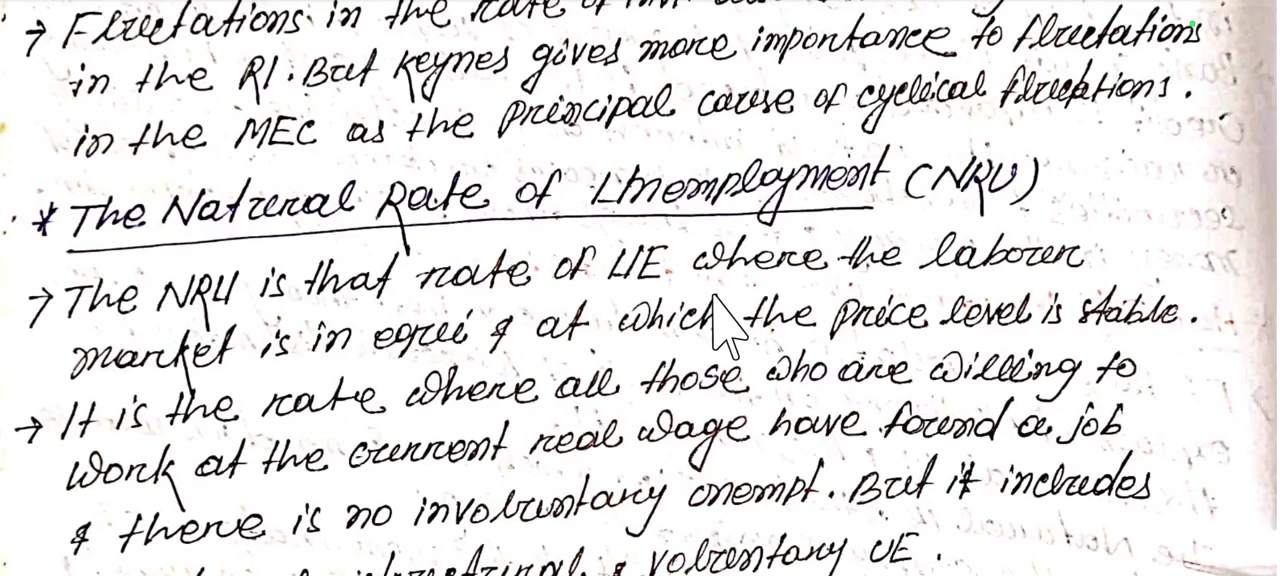 → Fluctations in the rate of
in the RI. But Keynes gives more importance to fluctations
in the MEC as the principal cause of cyclical fluctations.
* The Natural Rate of Unemployment (NRU)
→ The NRU is that rate of UE where the labour
market is in equi & at which the price level is stable.
→ It is the rate where all those who are willing to
work at the current real wage have found a job
& there is no involuntary unempt. But it includes
& voluntary UE.